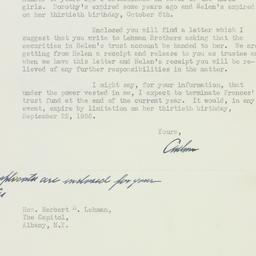 girls. Dorothy's expired some years ago and Helen's expired
on her thirtieth birthday, October 8th.
Enclosed you will find a letter which I
suggest that you write to Lehman Brothers asking that the
securities in Helen's trust account be handed to her. We are
getting from Helen a receipt and release to you as trustee and
when we have this letter and Helen's receipt you will be re-
lieved of any further responsibilities in the matter.
I might say, for your information, that
under the power vested in me, I expect to terminate Frances'
trust fund at the end of the current year. It would, in any
event, expire by limitation on her thirtieth birthday,
September 22, 1936.
Yours,
are enclosed for your
Hon. Herbert H. Lehman,
The Capitol,
Albany, N.Y.